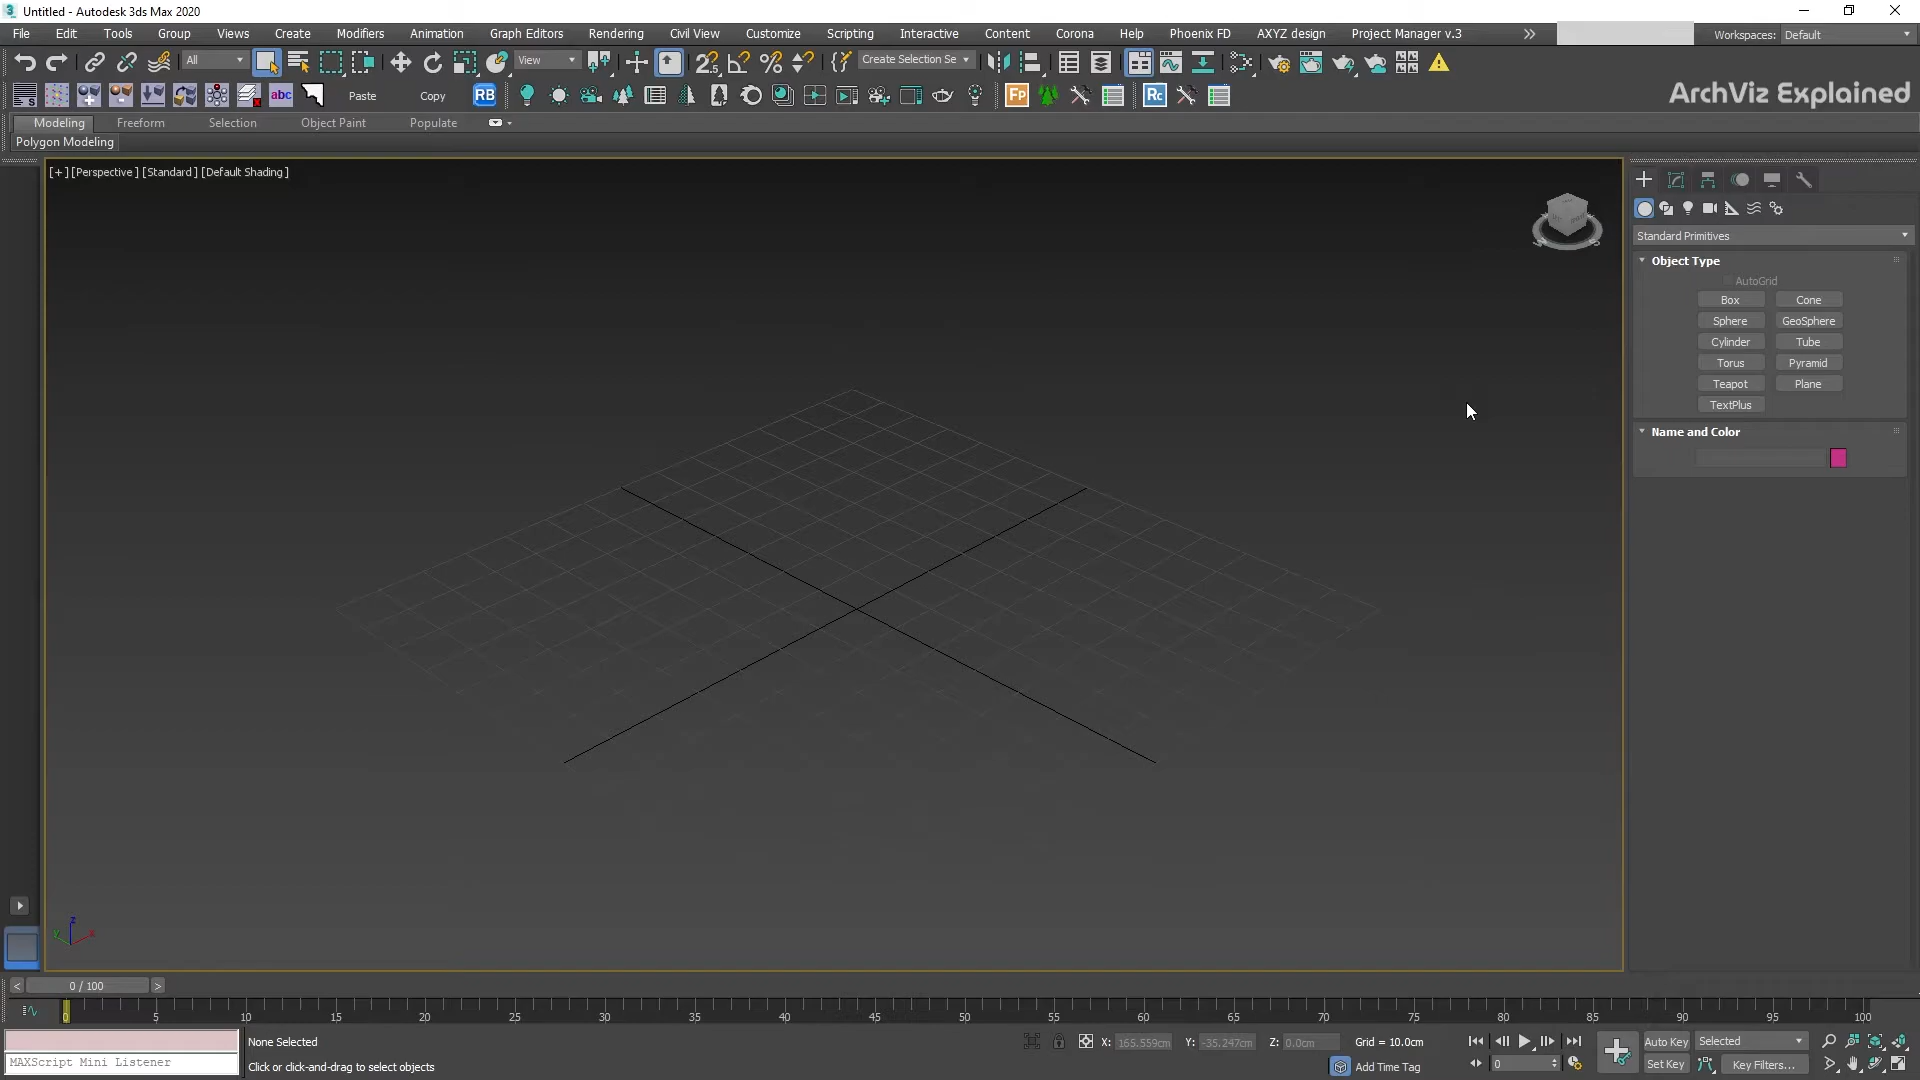 Untitled - Autodesk 3ds Max 2020
File Edit Tools Group Views Create Modifiers Animation Graph Editors Rendering Civil View Customize Scripting Interactive Content Corona Help Phoenix FD AXYZ design Project Manager v.3 Workspaces: Default
All View Create Selection Se
abc Paste Copy RB Fp Rc ArchViz Explained
Modeling Freeform Selection Object Paint Populate
Polygon Modeling
[+] [Perspective] [Standard] [Default Shading]
Standard Primitives
Object Type
AutoGrid
Box Cone
Sphere GeoSphere
Cylinder Tube
Torus Pyramid
Teapot Plane
TextPlus
Name and Color
z
y x
< 0 / 100 >
0 5 10 15 20 25 30 35 40 45 50 55 60 65 70 75 80 85 90 95 100
None Selected X: 165.559cm Y: -35.247cm Z: 0.0cm Grid = 10.0cm Auto Key Selected
MAXScript Mini Listener Click or click-and-drag to select objects Add Time Tag 0 Set Key Key Filters...